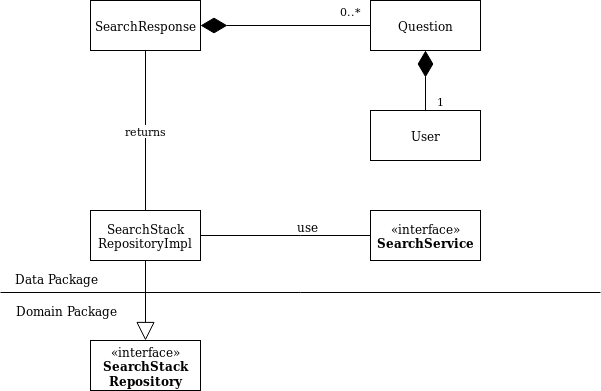 SearchResponse
0..*
Question
1
User
returns
SearchStack
RepositoryImpl
use
«interface»
SearchService
Data Package
Domain Package
«interface»
SearchStack
Repository